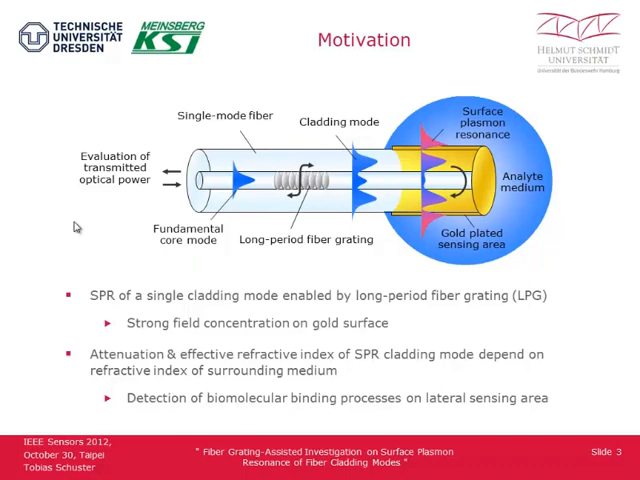 TECHNISCHE
UNIVERSITÄT
DRESDEN
MEINSBERG
KSI
Motivation
HELMUT SCHMIDT
UNIVERSITÄT
Universität der Bundeswehr Hamburg
Single-mode fiber
Cladding mode
Surface
plasmon
resonance
Evaluation of
transmitted
optical power
Analyte
medium
Fundamental
core mode
Long-period fiber grating
Gold plated
sensing area
SPR of a single cladding mode enabled by long-period fiber grating (LPG)
Strong field concentration on gold surface
Attenuation & effective refractive index of SPR cladding mode depend on
refractive index of surrounding medium
Detection of biomolecular binding processes on lateral sensing area
IEEE Sensors 2012,
October 30, Taipei
Tobias Schuster
" Fiber Grating-Assisted Investigation on Surface Plasmon
Resonance of Fiber Cladding Modes "
Slide 3